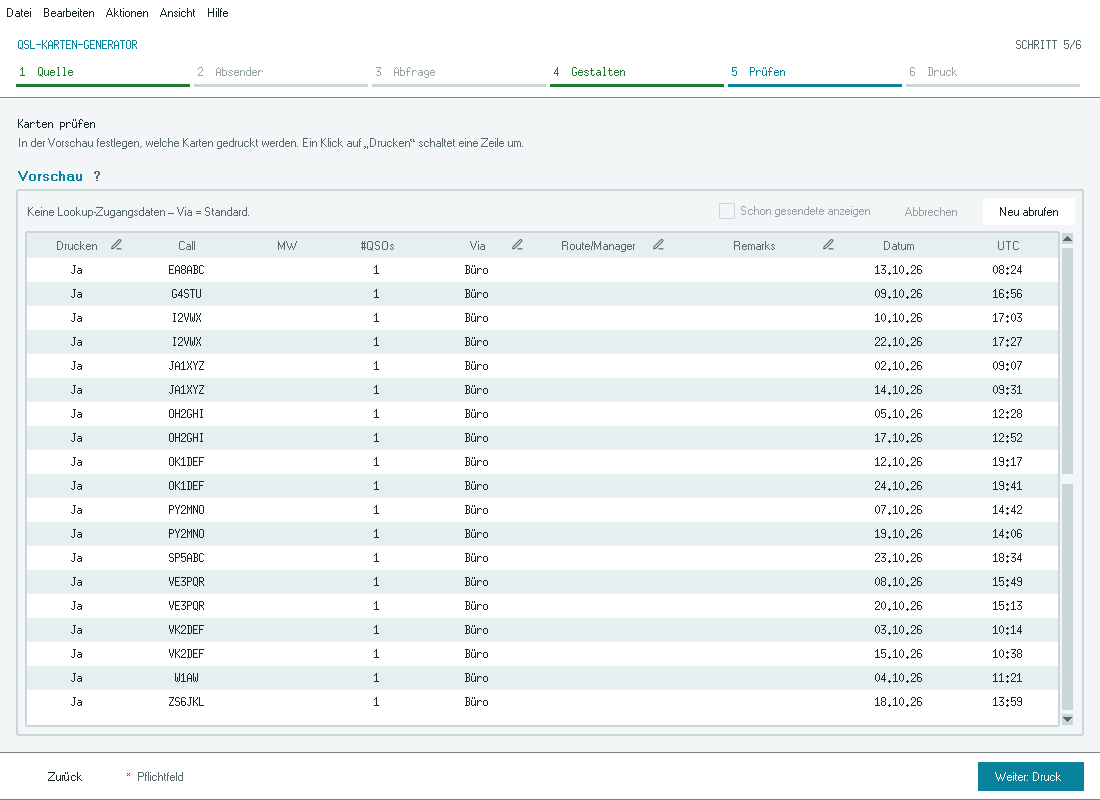 Datei Bearbeiten Aktionen Ansicht Hilfe
QSL-KARTEN-GENERATOR SCHRITT 5/6
1 Quelle 2 Absender 3 Abfrage 4 Gestalten 5 Prüfen 6 Druck
Karten prüfen
In der Vorschau festlegen, welche Karten gedruckt werden. Ein Klick auf „Drucken“ schaltet eine Zeile um.
Vorschau ?
Keine Lookup-Zugangsdaten – Via = Standard. Schon gesendete anzeigen Abbrechen Neu abrufen
Drucken Call MW #QSOs Via Route/Manager Remarks Datum UTC
Ja EA8ABC 1 Büro 13.10.26 08:24
Ja G4STU 1 Büro 09.10.26 16:56
Ja I2VWX 1 Büro 10.10.26 17:03
Ja I2VWX 1 Büro 22.10.26 17:27
Ja JA1XYZ 1 Büro 02.10.26 09:07
Ja JA1XYZ 1 Büro 14.10.26 09:31
Ja OH2GHI 1 Büro 05.10.26 12:28
Ja OH2GHI 1 Büro 17.10.26 12:52
Ja OK1DEF 1 Büro 12.10.26 19:17
Ja OK1DEF 1 Büro 24.10.26 19:41
Ja PY2MNO 1 Büro 07.10.26 14:42
Ja PY2MNO 1 Büro 19.10.26 14:06
Ja SP5ABC 1 Büro 23.10.26 18:34
Ja VE3PQR 1 Büro 08.10.26 15:49
Ja VE3PQR 1 Büro 20.10.26 15:13
Ja VK2DEF 1 Büro 03.10.26 10:14
Ja VK2DEF 1 Büro 15.10.26 10:38
Ja W1AW 1 Büro 04.10.26 11:21
Ja ZS6JKL 1 Büro 18.10.26 13:59
Zurück * Pflichtfeld Weiter: Druck